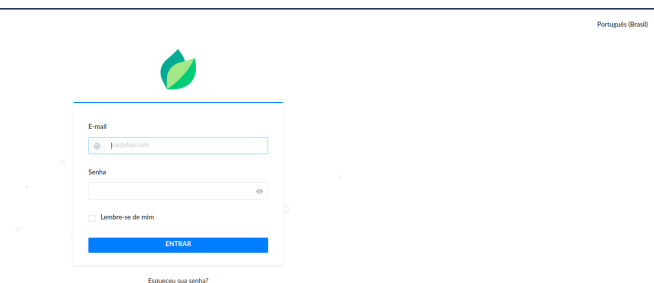 Português (Brasil)
E-mail
Senha
Lembre-se de mim
ENTRAR
Esqueceu sua senha?